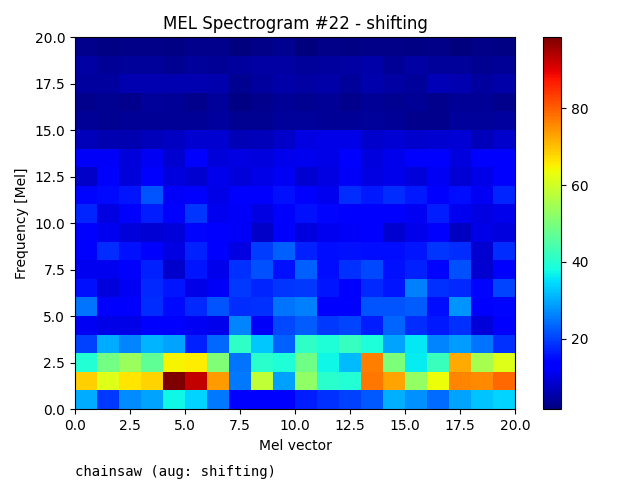 MEL Spectrogram #22 - shifting
20.0
17.5
15.0
12.5
10.0
7.5
5.0
2.5
0.0
Frequency [Mel]
0.0 2.5 5.0 7.5 10.0 12.5 15.0 17.5 20.0
Mel vector
80
60
40
20
chainsaw (aug: shifting)